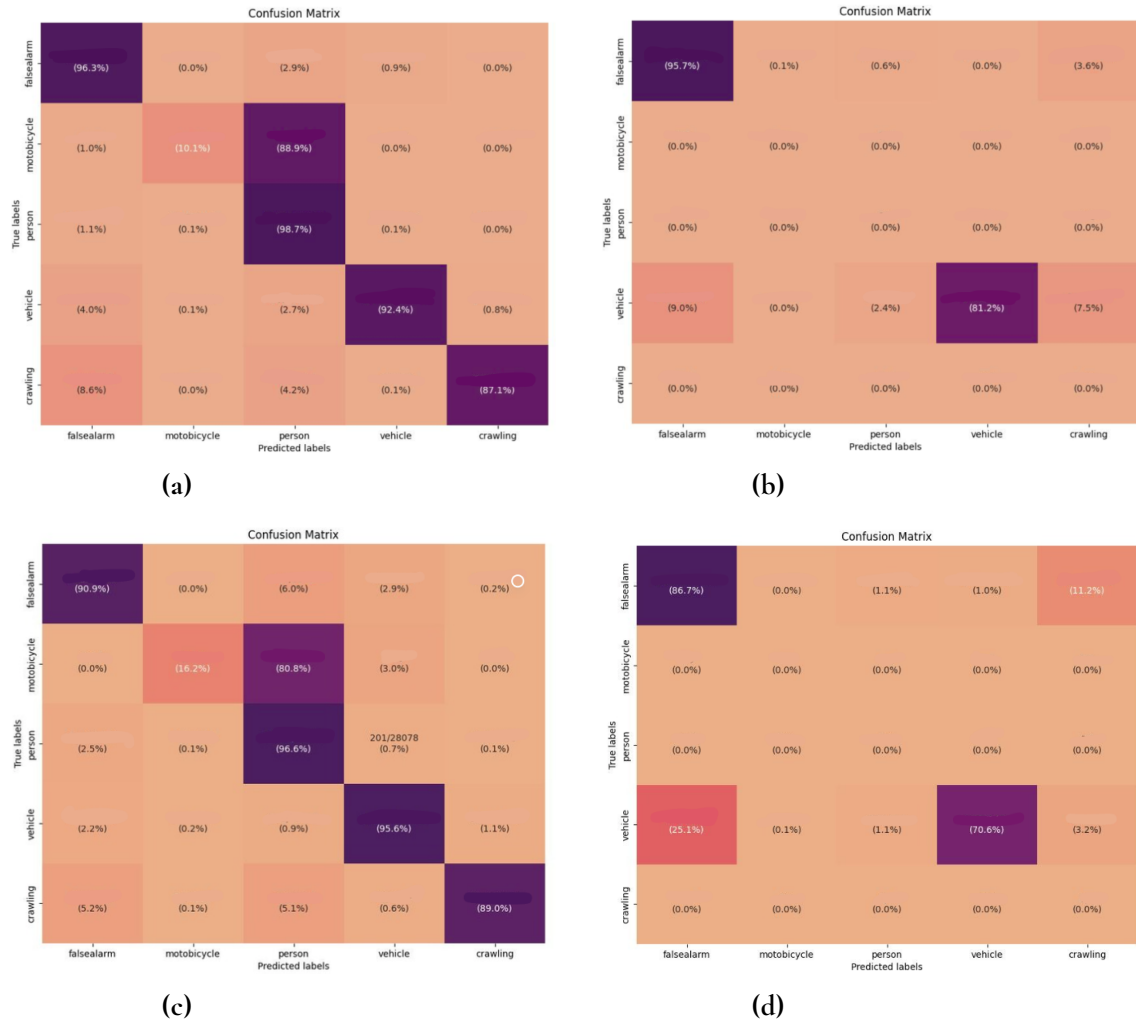 Confusion Matrix
falsealarm (96.3%) (0.0%) (2.9%) (0.9%) (0.0%)
motobicycle (1.0%) (10.1%) (88.9%) (0.0%) (0.0%)
True labels
person (1.1%) (0.1%) (98.7%) (0.1%) (0.0%)
vehicle (4.0%) (0.1%) (2.7%) (92.4%) (0.8%)
crawling (8.6%) (0.0%) (4.2%) (0.1%) (87.1%)
falsealarm motobicycle person vehicle crawling
Predicted labels
(a)
Confusion Matrix
falsealarm (95.7%) (0.1%) (0.6%) (0.0%) (3.6%)
motobicycle (0.0%) (0.0%) (0.0%) (0.0%) (0.0%)
True labels
person (0.0%) (0.0%) (0.0%) (0.0%) (0.0%)
vehicle (9.0%) (0.0%) (2.4%) (81.2%) (7.5%)
crawling (0.0%) (0.0%) (0.0%) (0.0%) (0.0%)
falsealarm motobicycle person vehicle crawling
Predicted labels
(b)
Confusion Matrix
falsealarm (90.9%) (0.0%) (6.0%) (2.9%) (0.2%)
motobicycle (0.0%) (16.2%) (80.8%) (3.0%) (0.0%)
True labels
201/28078
person (2.5%) (0.1%) (96.6%) (0.7%) (0.1%)
vehicle (2.2%) (0.2%) (0.9%) (95.6%) (1.1%)
crawling (5.2%) (0.1%) (5.1%) (0.6%) (89.0%)
falsealarm motobicycle person vehicle crawling
Predicted labels
(c)
Confusion Matrix
falsealarm (86.7%) (0.0%) (1.1%) (1.0%) (11.2%)
motobicycle (0.0%) (0.0%) (0.0%) (0.0%) (0.0%)
True labels
person (0.0%) (0.0%) (0.0%) (0.0%) (0.0%)
vehicle (25.1%) (0.1%) (1.1%) (70.6%) (3.2%)
crawling (0.0%) (0.0%) (0.0%) (0.0%) (0.0%)
falsealarm motobicycle person vehicle crawling
Predicted labels
(d)